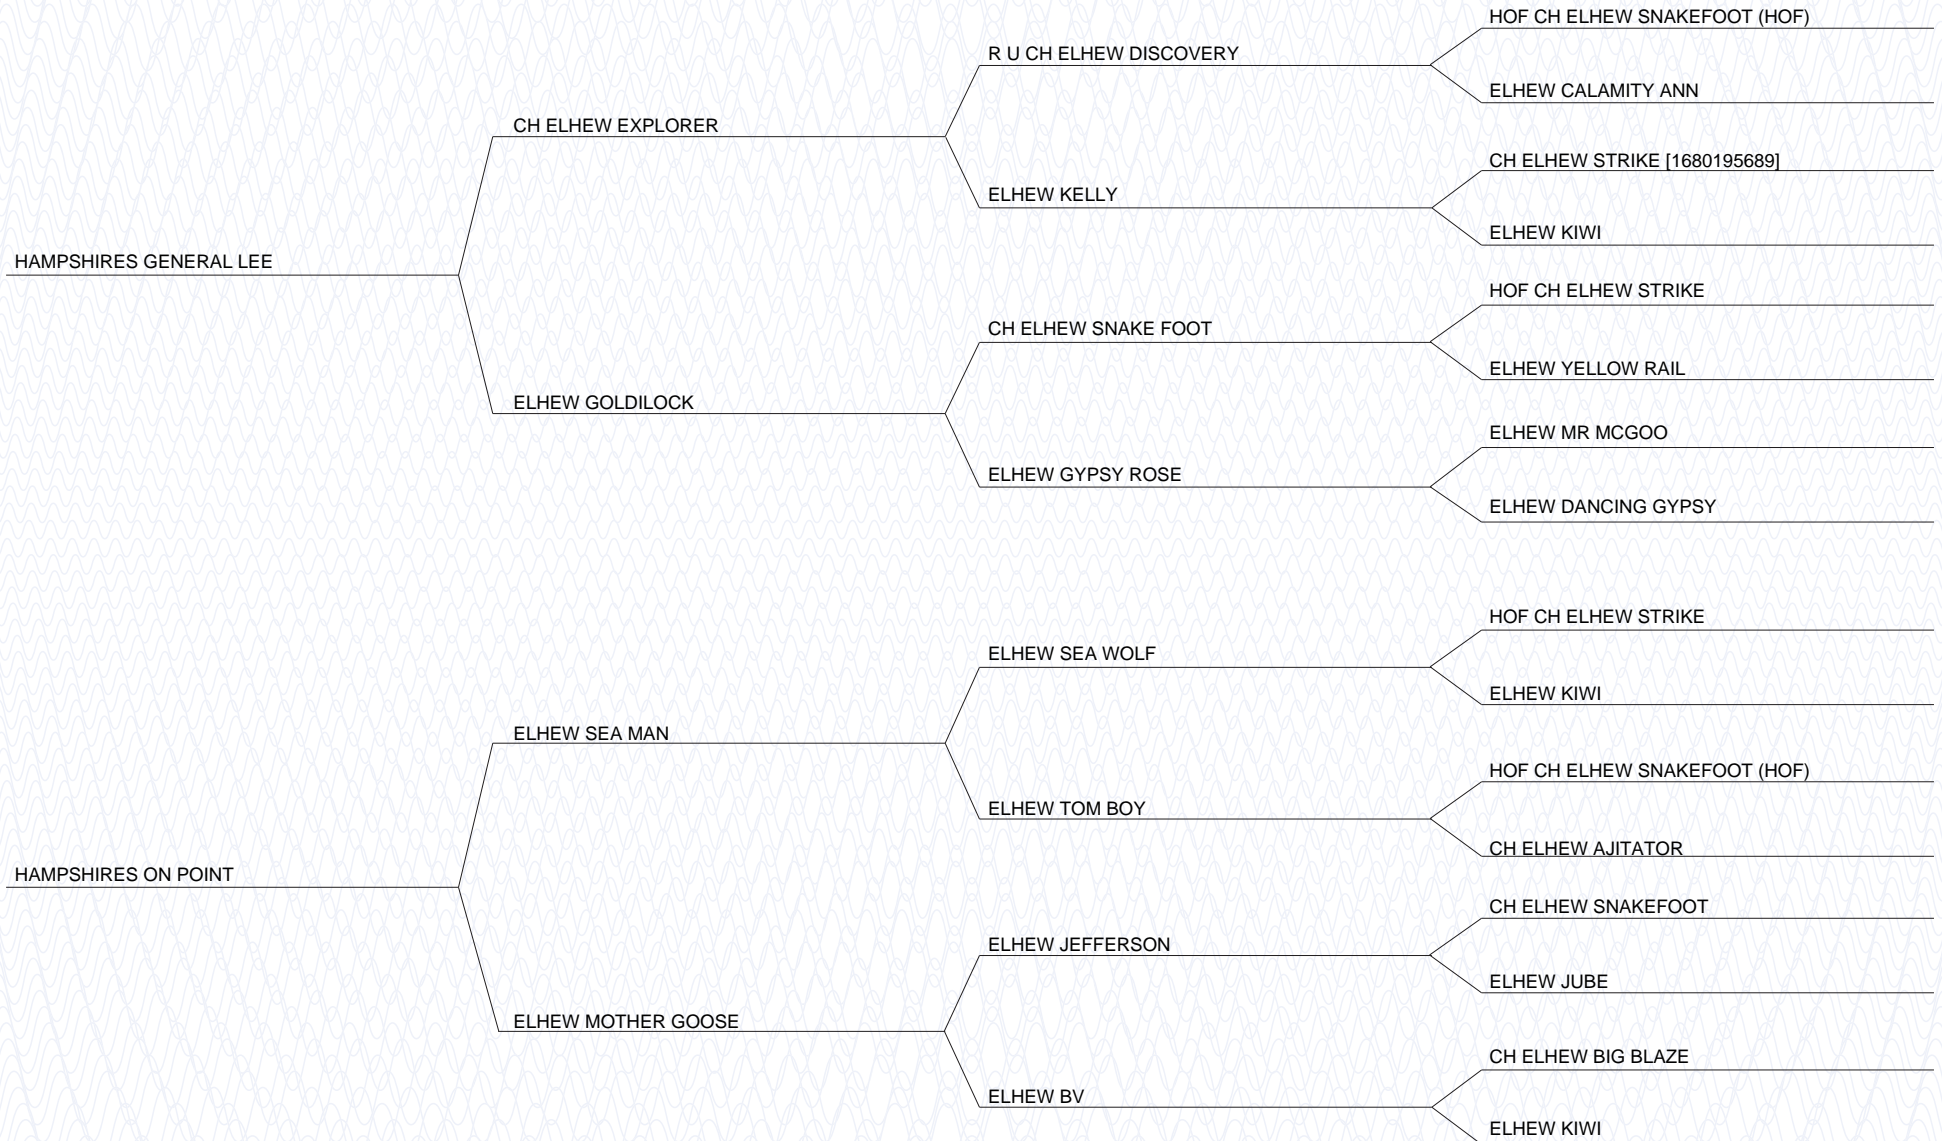 HOF CH ELHEW SNAKEFOOT (HOF)
R U CH ELHEW DISCOVERY
ELHEW CALAMITY ANN
CH ELHEW EXPLORER
CH ELHEW STRIKE [1680195689]
ELHEW KELLY
ELHEW KIWI
HAMPSHIRES GENERAL LEE
HOF CH ELHEW STRIKE
CH ELHEW SNAKE FOOT
ELHEW YELLOW RAIL
ELHEW GOLDILOCK
ELHEW MR MCGOO
ELHEW GYPSY ROSE
ELHEW DANCING GYPSY
HOF CH ELHEW STRIKE
ELHEW SEA WOLF
ELHEW KIWI
ELHEW SEA MAN
HOF CH ELHEW SNAKEFOOT (HOF)
ELHEW TOM BOY
CH ELHEW AJITATOR
HAMPSHIRES ON POINT
CH ELHEW SNAKEFOOT
ELHEW JEFFERSON
ELHEW JUBE
ELHEW MOTHER GOOSE
CH ELHEW BIG BLAZE
ELHEW BV
ELHEW KIWI